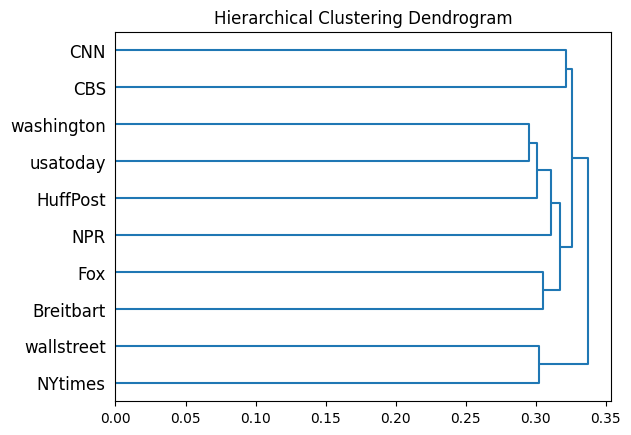 Hierarchical Clustering Dendrogram
CNN
CBS
washington
usatoday
HuffPost
NPR
Fox
Breitbart
wallstreet
NYtimes
0.00 0.05 0.10 0.15 0.20 0.25 0.30 0.35